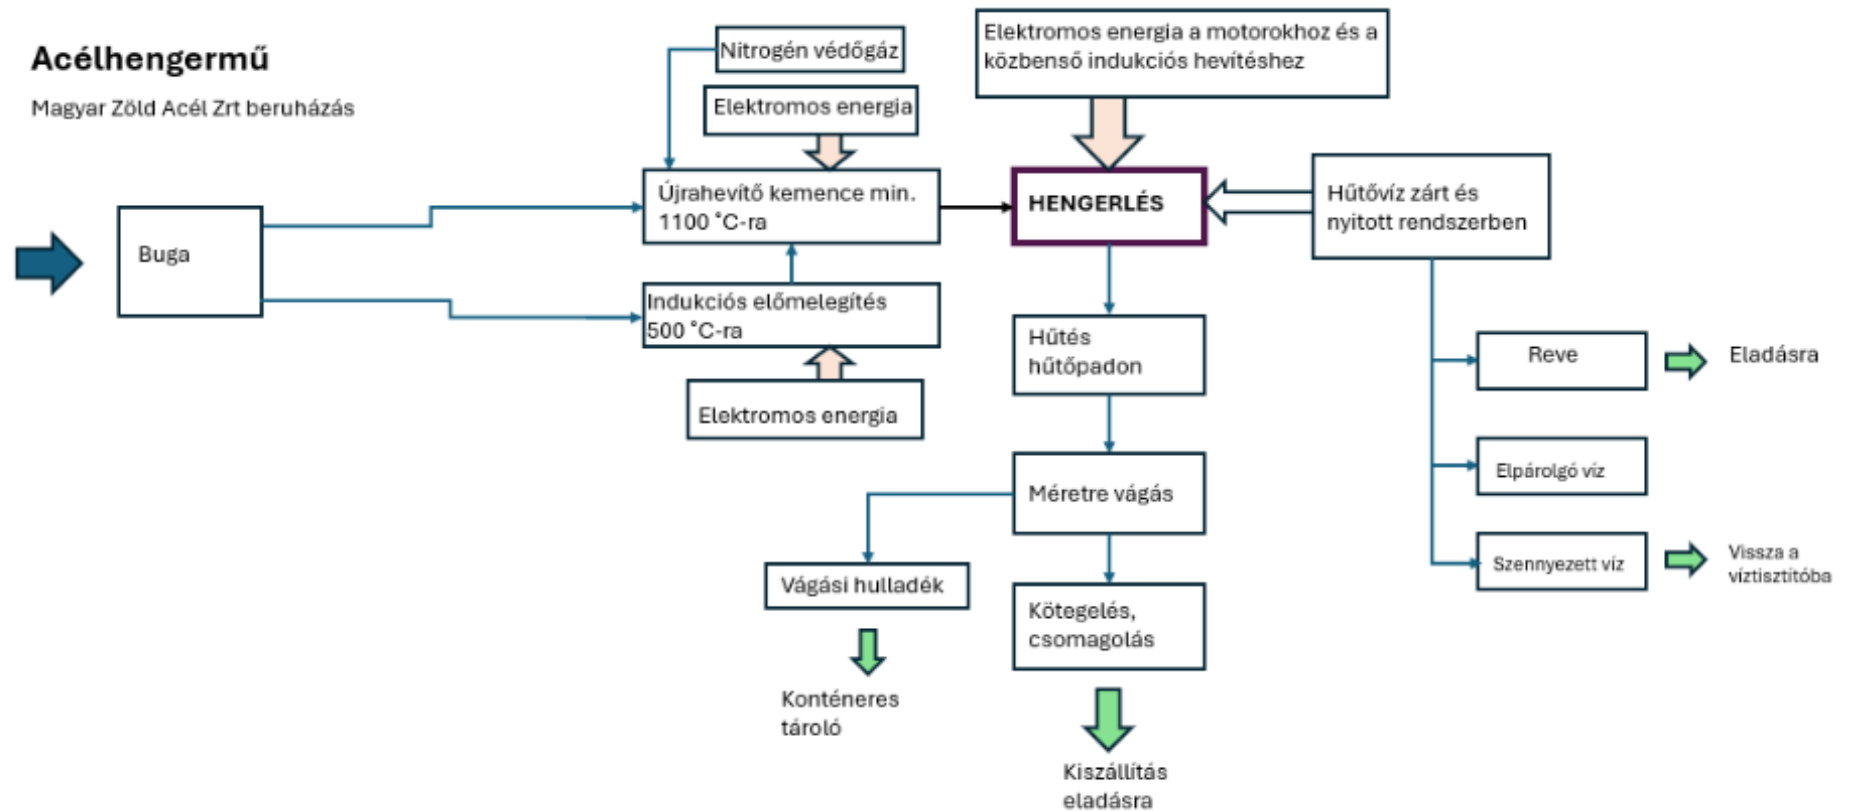 Acélhengermű
Magyar Zöld Acél Zrt beruházás
Nitrogén védőgáz
Elektromos energia
Elektromos energia a motorokhoz és a
közbenső indukciós hevítéshez
Buga
Újrahevítő kemence min.
1100 °C-ra
Indukciós előmelegítés
500 °C-ra
Elektromos energia
HENGERLÉS
Hűtővíz zárt és
nyitott rendszerben
Hűtés
hűtőpadon
Méretre vágás
Vágási hulladék
Konténeres
tároló
Kötegelés,
csomagolás
Kiszállítás
eladásra
Reve
Eladásra
Elpárolgó víz
Szennyezett víz
Vissza a
víztisztítóba